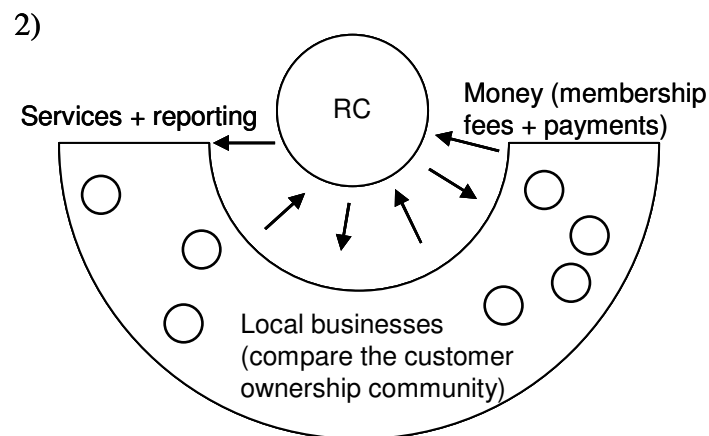 2)
RC
Services + reporting
Money (membership
fees + payments)
Local businesses
(compare the customer
ownership community)